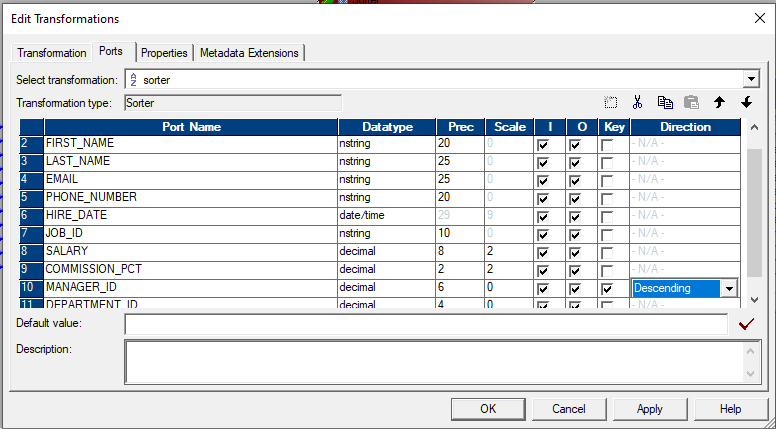 Edit Transformations
Transformation Ports Properties Metadata Extensions
Select transformation: sorter
Transformation type: Sorter
Port Name Datatype Prec Scale I O Key Direction
2 FIRST_NAME nstring 20 0 - N/A -
3 LAST_NAME nstring 25 0 - N/A -
4 EMAIL nstring 25 0 - N/A -
5 PHONE_NUMBER nstring 20 0 - N/A -
6 HIRE_DATE date/time 29 9 - N/A -
7 JOB_ID nstring 10 0 - N/A -
8 SALARY decimal 8 2 - N/A -
9 COMMISSION_PCT decimal 2 2 - N/A -
10 MANAGER_ID decimal 6 0 Descending
11 DEPARTMENT_ID decimal 4 0 - N/A -
Default value:
Description:
OK Cancel Apply Help